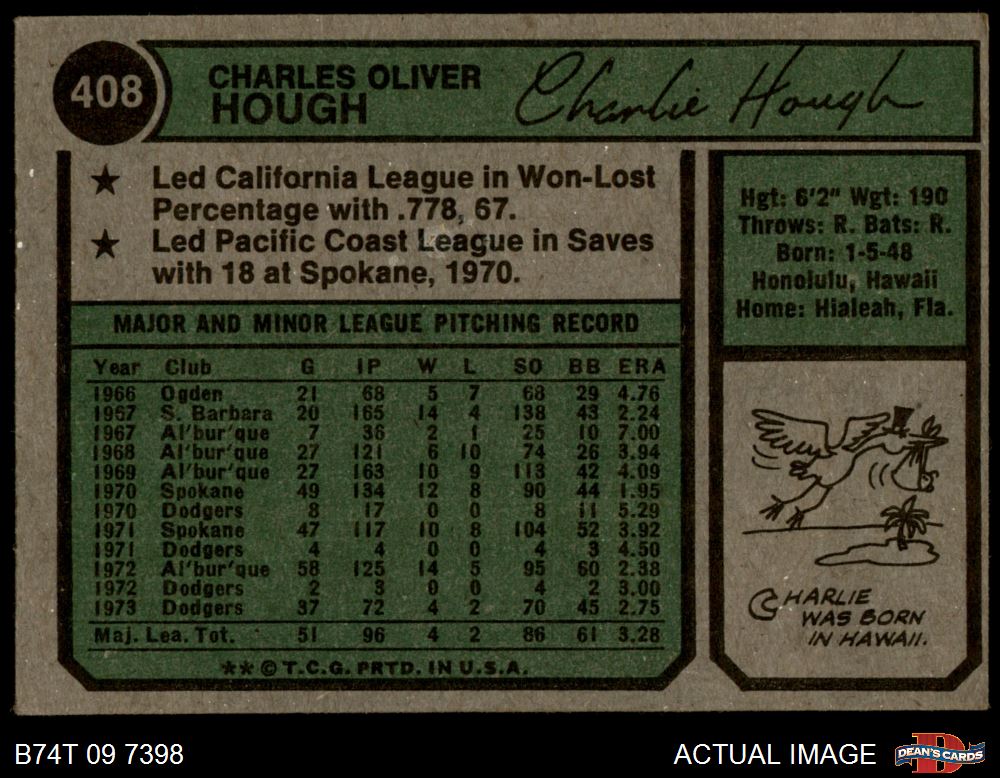 408
CHARLES OLIVER
HOUGH
Charlie Hough
★ Led California League in Won-Lost
Percentage with .778, 67.
★ Led Pacific Coast League in Saves
with 18 at Spokane, 1970.
MAJOR AND MINOR LEAGUE PITCHING RECORD
Year Club G IP W L SO BB ERA
1966 Ogden 21 68 5 7 68 29 4.76
1967 S. Barbara 20 165 14 4 138 43 2.24
1967 Al'bur'que 7 36 2 1 25 10 7.00
1968 Al'bur'que 27 121 6 10 74 26 3.94
1969 Al'bur'que 27 163 10 9 113 42 4.09
1970 Spokane 49 134 12 8 90 44 1.95
1970 Dodgers 8 17 0 0 8 11 5.29
1971 Spokane 47 117 10 8 104 52 3.92
1971 Dodgers 4 4 0 0 4 3 4.50
1972 Al'bur'que 58 125 14 5 95 60 2.38
1972 Dodgers 2 3 0 0 4 2 3.00
1973 Dodgers 37 72 4 2 70 45 2.75
Maj. Lea. Tot. 51 96 4 2 86 61 3.28
** © T.C.G. PRTD. IN U.S.A.
Hgt: 6'2" Wgt: 190
Throws: R. Bats: R.
Born: 1-5-48
Honolulu, Hawaii
Home: Hialeah, Fla.
CHARLIE
WAS BORN
IN HAWAII.
B74T 09 7398
ACTUAL IMAGE
DEAN'S CARDS